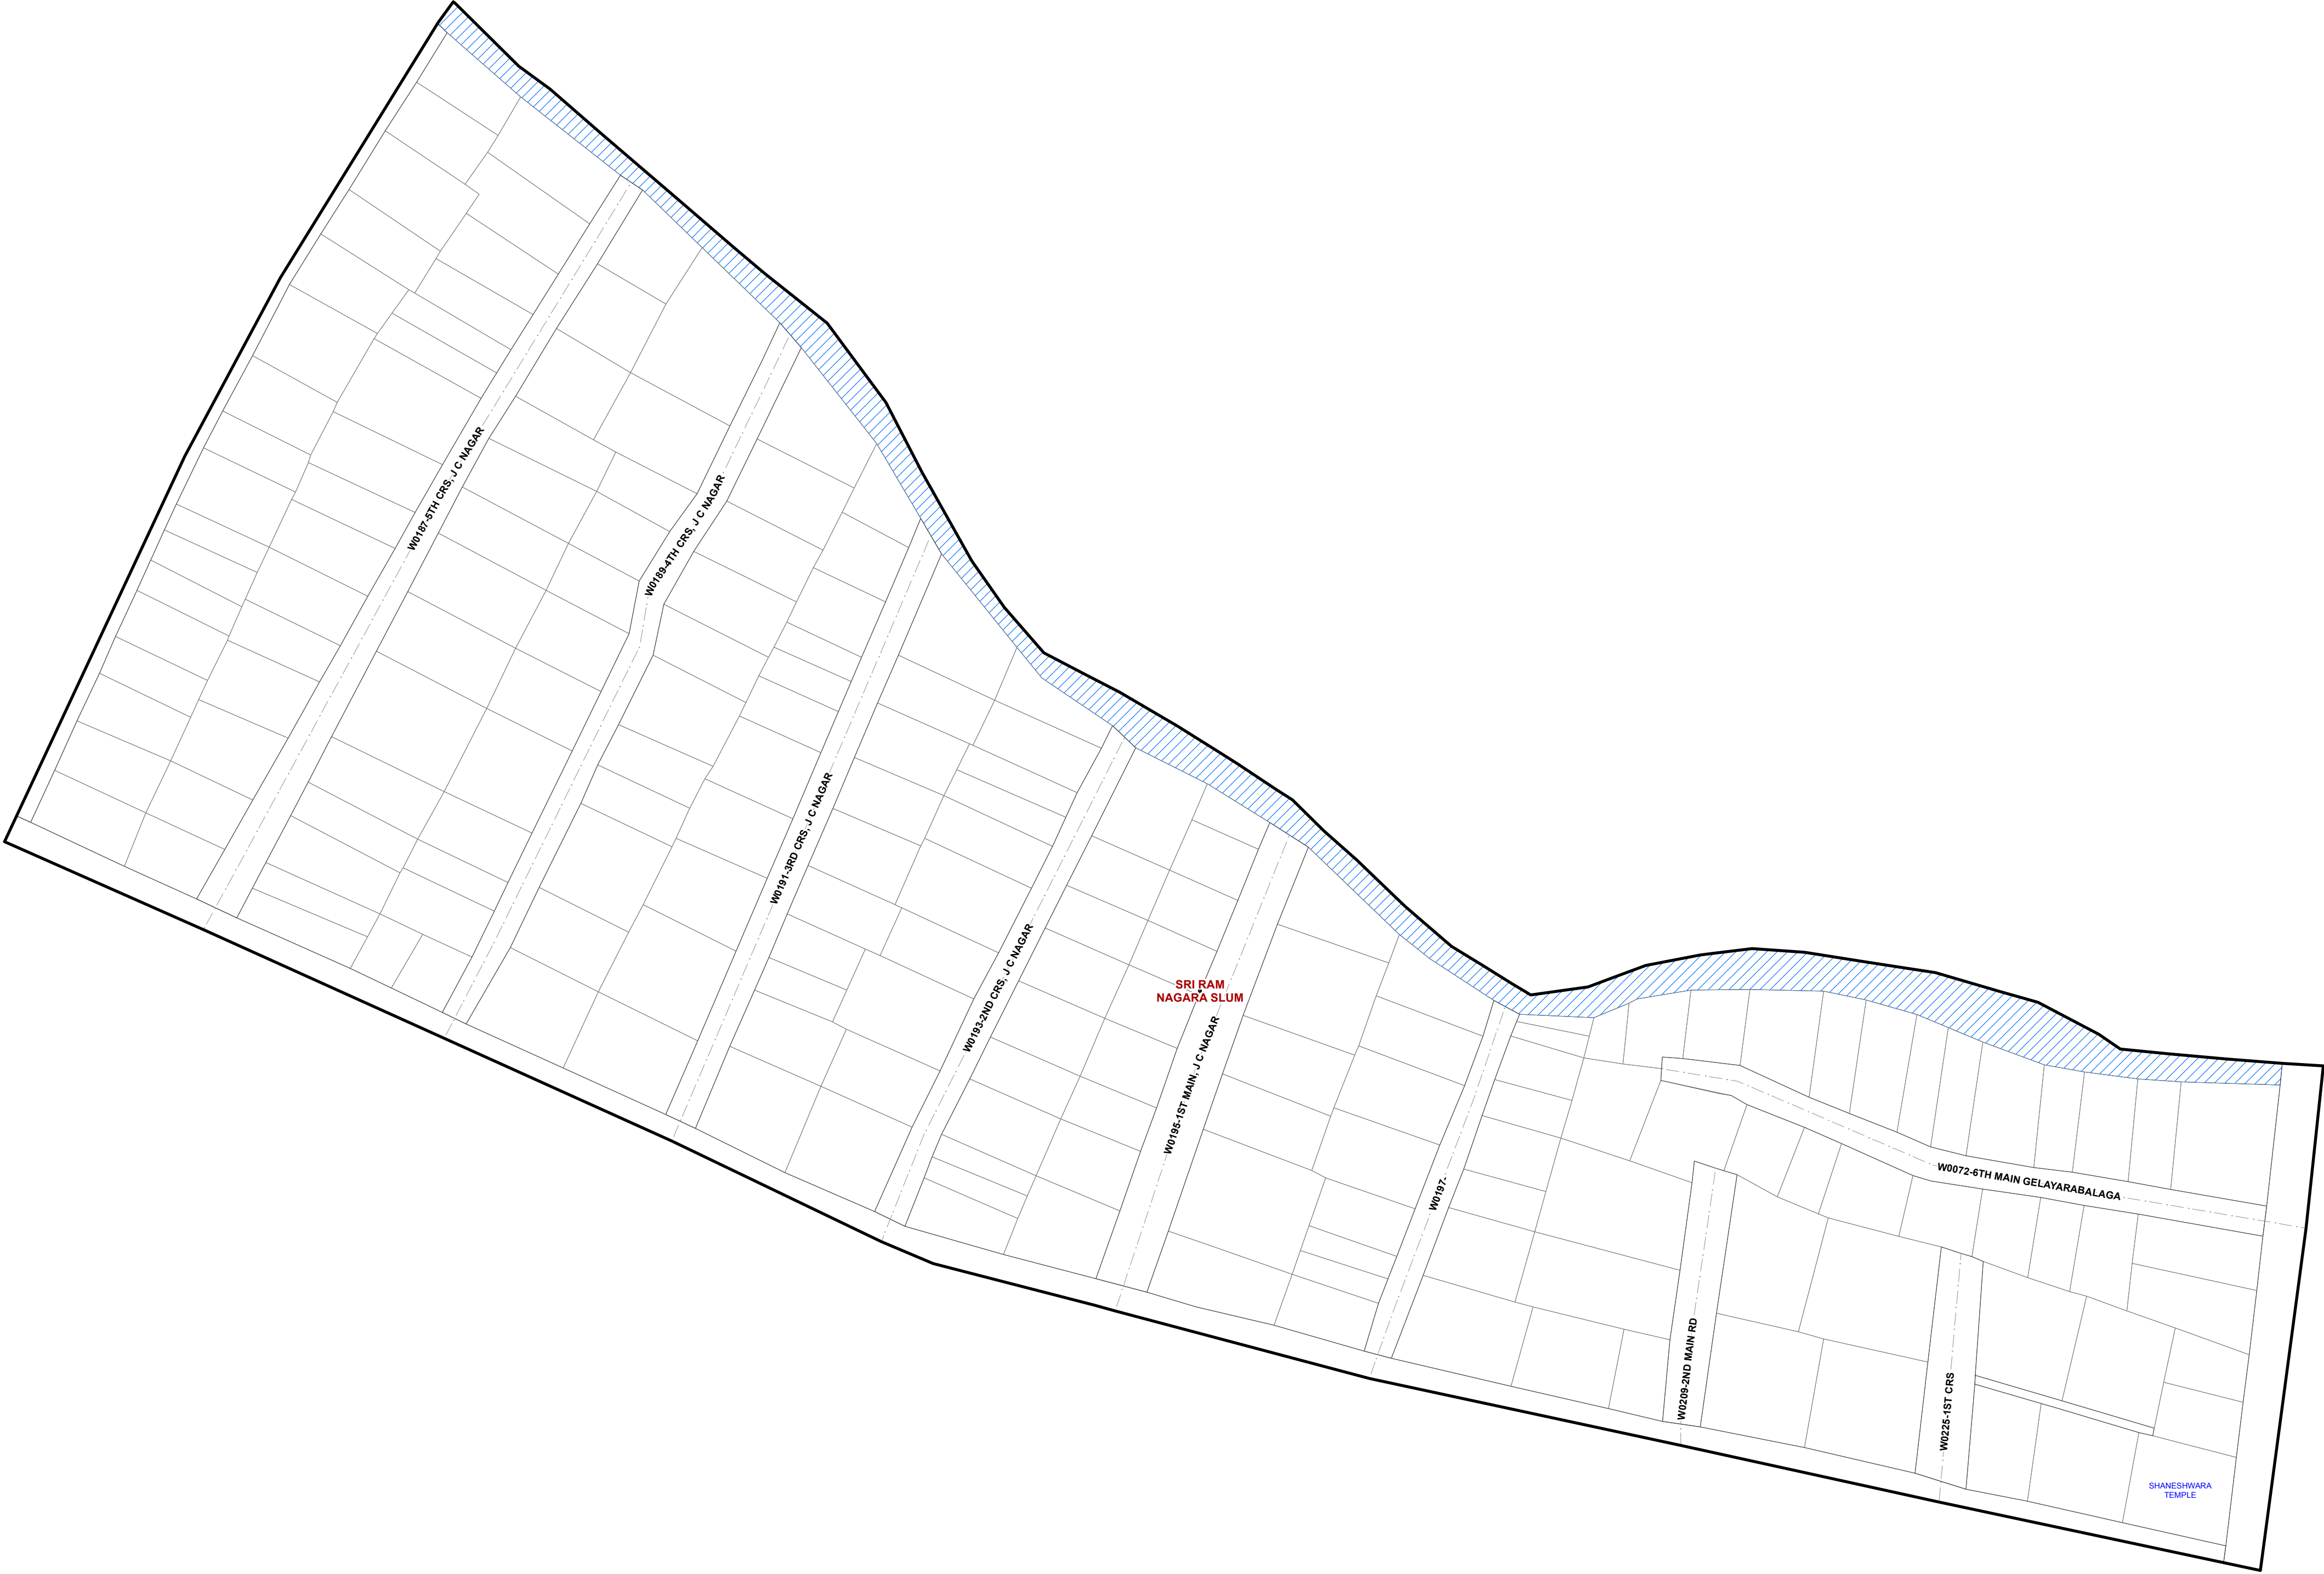 W0187-5TH CRS, J C NAGAR
W0189-4TH CRS, J C NAGAR
W0191-3RD CRS, J C NAGAR
W0193-2ND CRS, J C NAGAR
SRI RAM
NAGARA SLUM
W0195-1ST MAIN, J C NAGAR
W0197-
W0072-6TH MAIN GELAYARABALAGA
W0209-2ND MAIN RD
W0225-1ST CRS
SHANESHWARA
TEMPLE